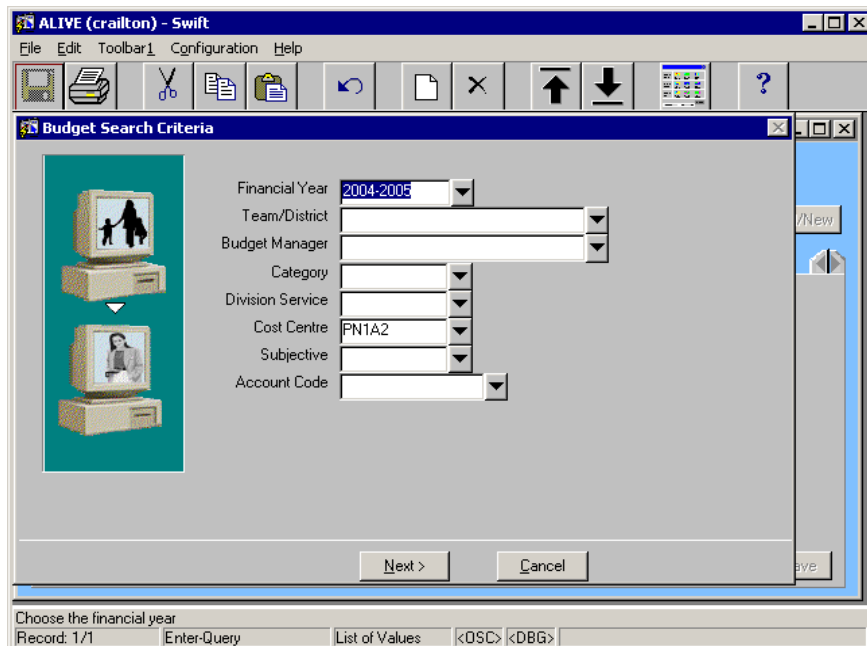 ALIVE (crailton) - Swift
File Edit Toolbar1 Configuration Help
?
Budget Search Criteria
Financial Year 2004-2005
Team/District
/New
Budget Manager
Category
Division Service
Cost Centre PN1A2
Subjective
Account Code
Next > Cancel
ave
Choose the financial year
Record: 1/1 Enter-Query List of Values <OSC> <DBG>